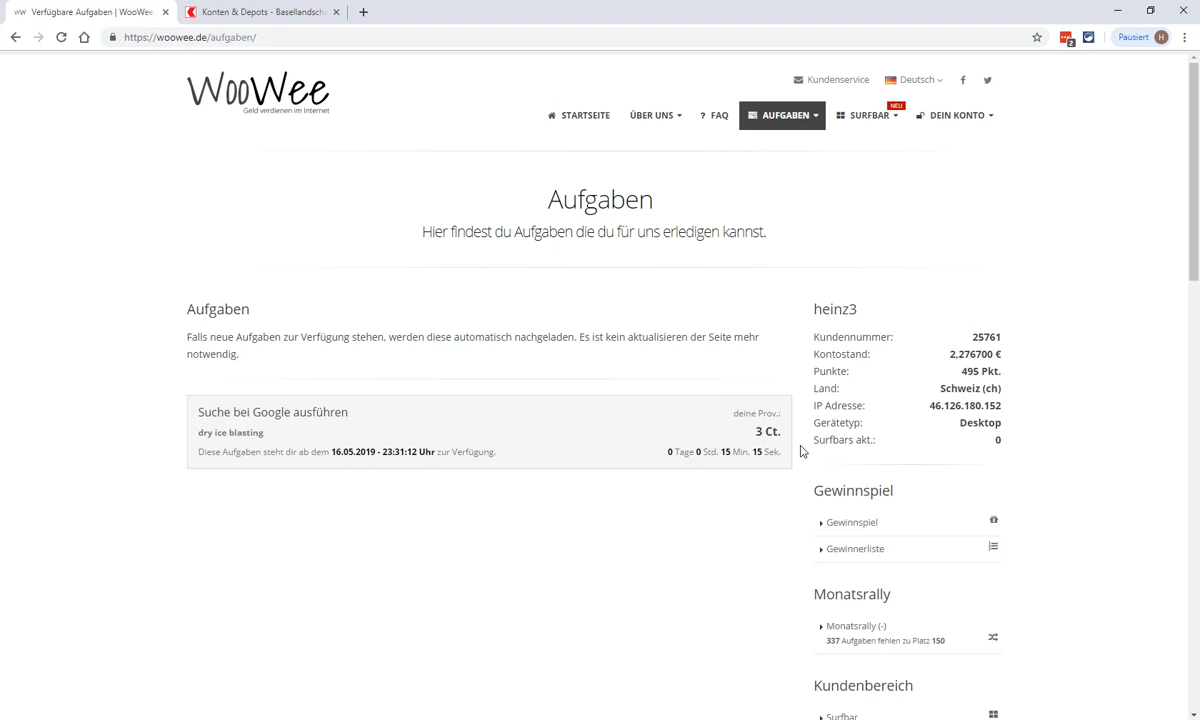 Verfügbare Aufgaben | WooWee
Konten & Depots - Basellandscha
https://woowee.de/aufgaben/
2
Pausiert
H
WooWee
Geld verdienen im Internet
Kundenservice
Deutsch
STARTSEITE
ÜBER UNS
? FAQ
AUFGABEN
SURFBAR
NEU
DEIN KONTO
Aufgaben
Hier findest du Aufgaben die du für uns erledigen kannst.
Aufgaben
Falls neue Aufgaben zur Verfügung stehen, werden diese automatisch nachgeladen. Es ist kein aktualisieren der Seite mehr
notwendig.
Suche bei Google ausführen
deine Prov.:
dry ice blasting
3 Ct.
Diese Aufgaben steht dir ab dem 16.05.2019 - 23:31:12 Uhr zur Verfügung.
0 Tage 0 Std. 15 Min. 15 Sek.
heinz3
Kundennummer: 25761
Kontostand: 2,276700 €
Punkte: 495 Pkt.
Land: Schweiz (ch)
IP Adresse: 46.126.180.152
Gerätetyp: Desktop
Surfbars akt.: 0
Gewinnspiel
Gewinnspiel
Gewinnerliste
Monatsrally
Monatsrally (-)
337 Aufgaben fehlen zu Platz 150
Kundenbereich
Surfbar